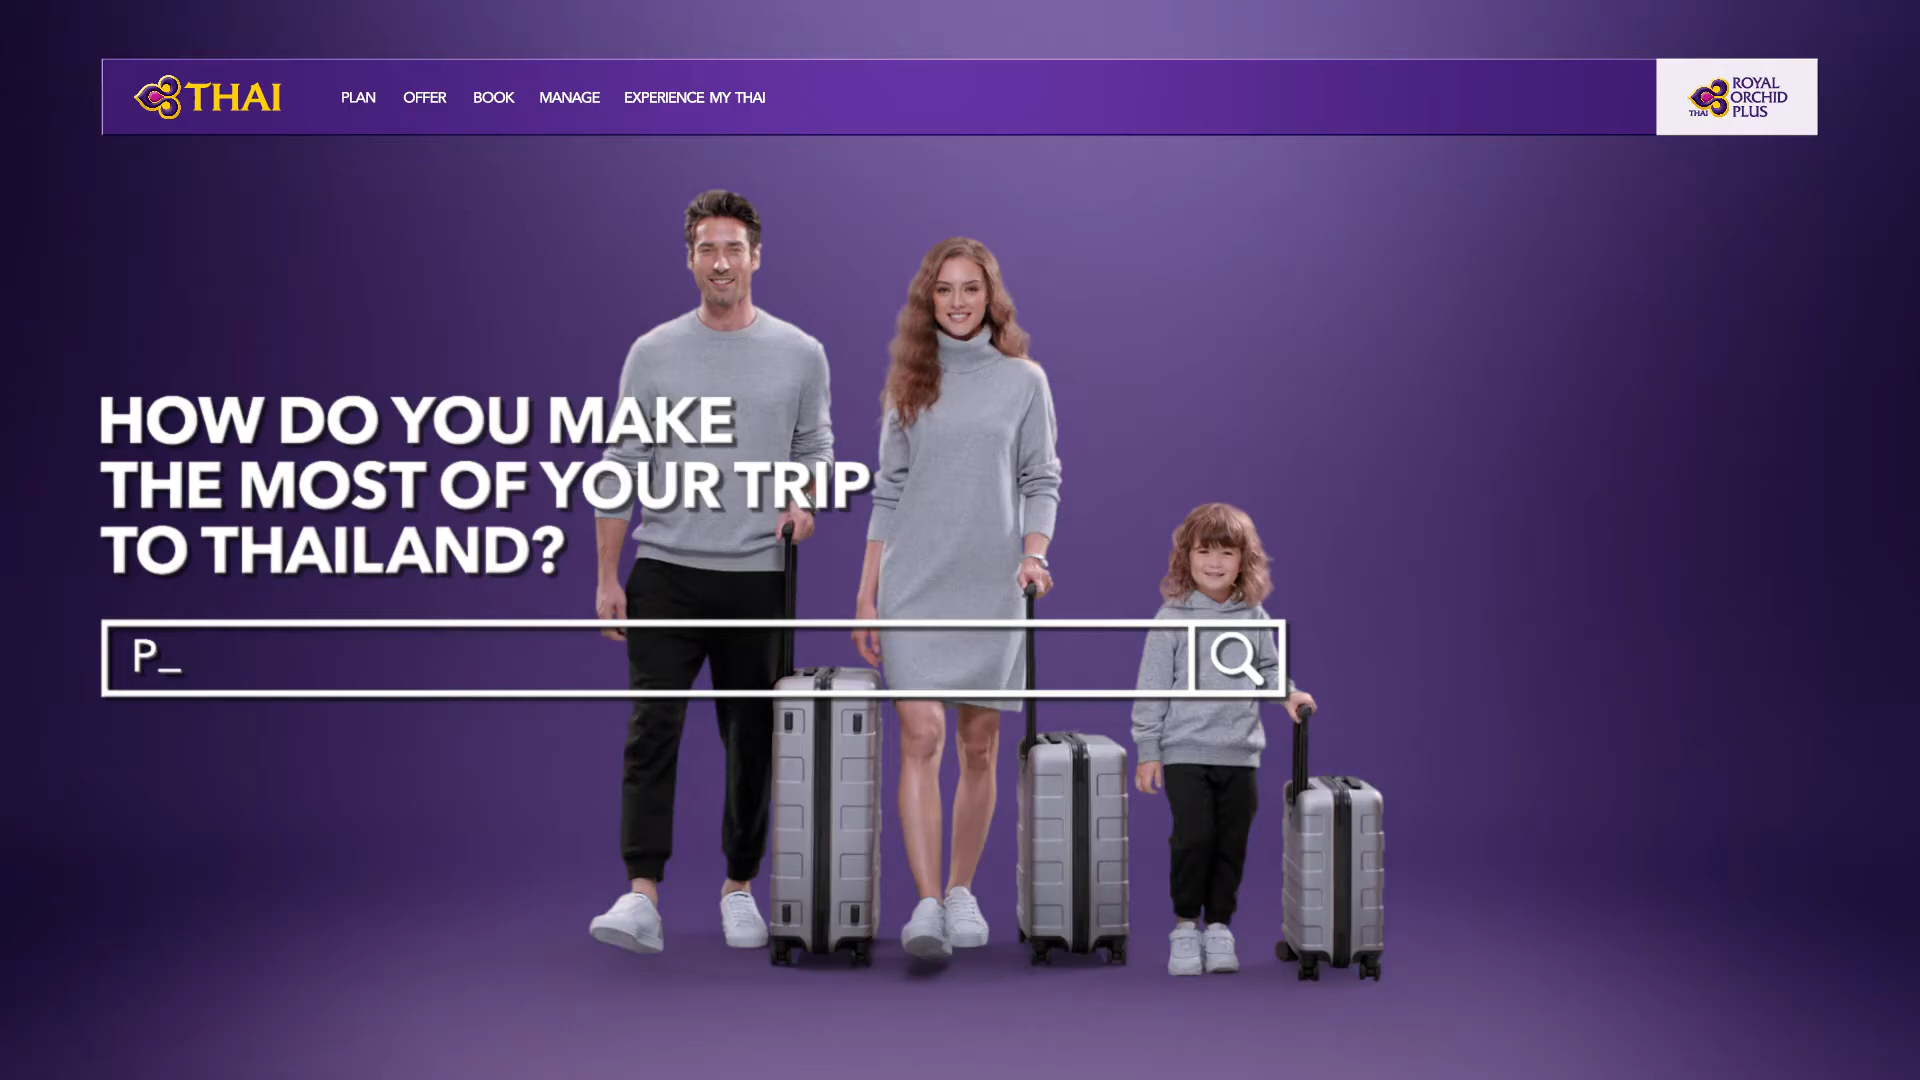 THAI
PLAN OFFER BOOK MANAGE EXPERIENCE MY THAI
THAI
ROYAL
ORCHID
PLUS
HOW DO YOU MAKE
THE MOST OF YOUR TRIP
TO THAILAND?
P_